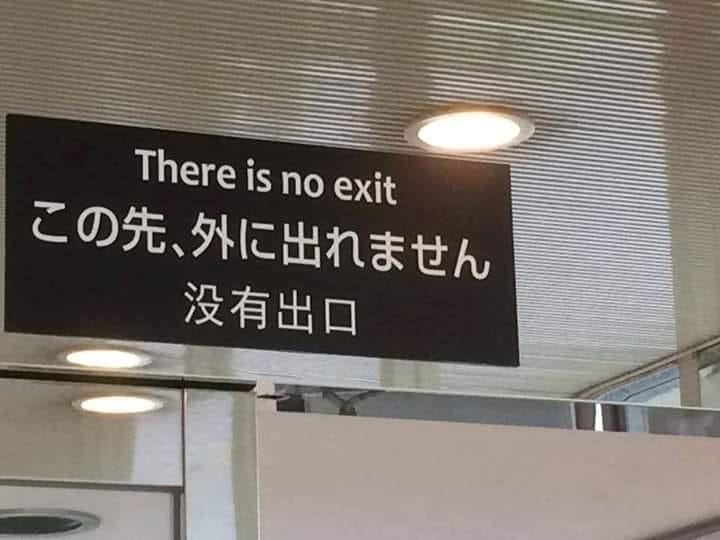 There is no exit
この先、外に出れません
没有出口